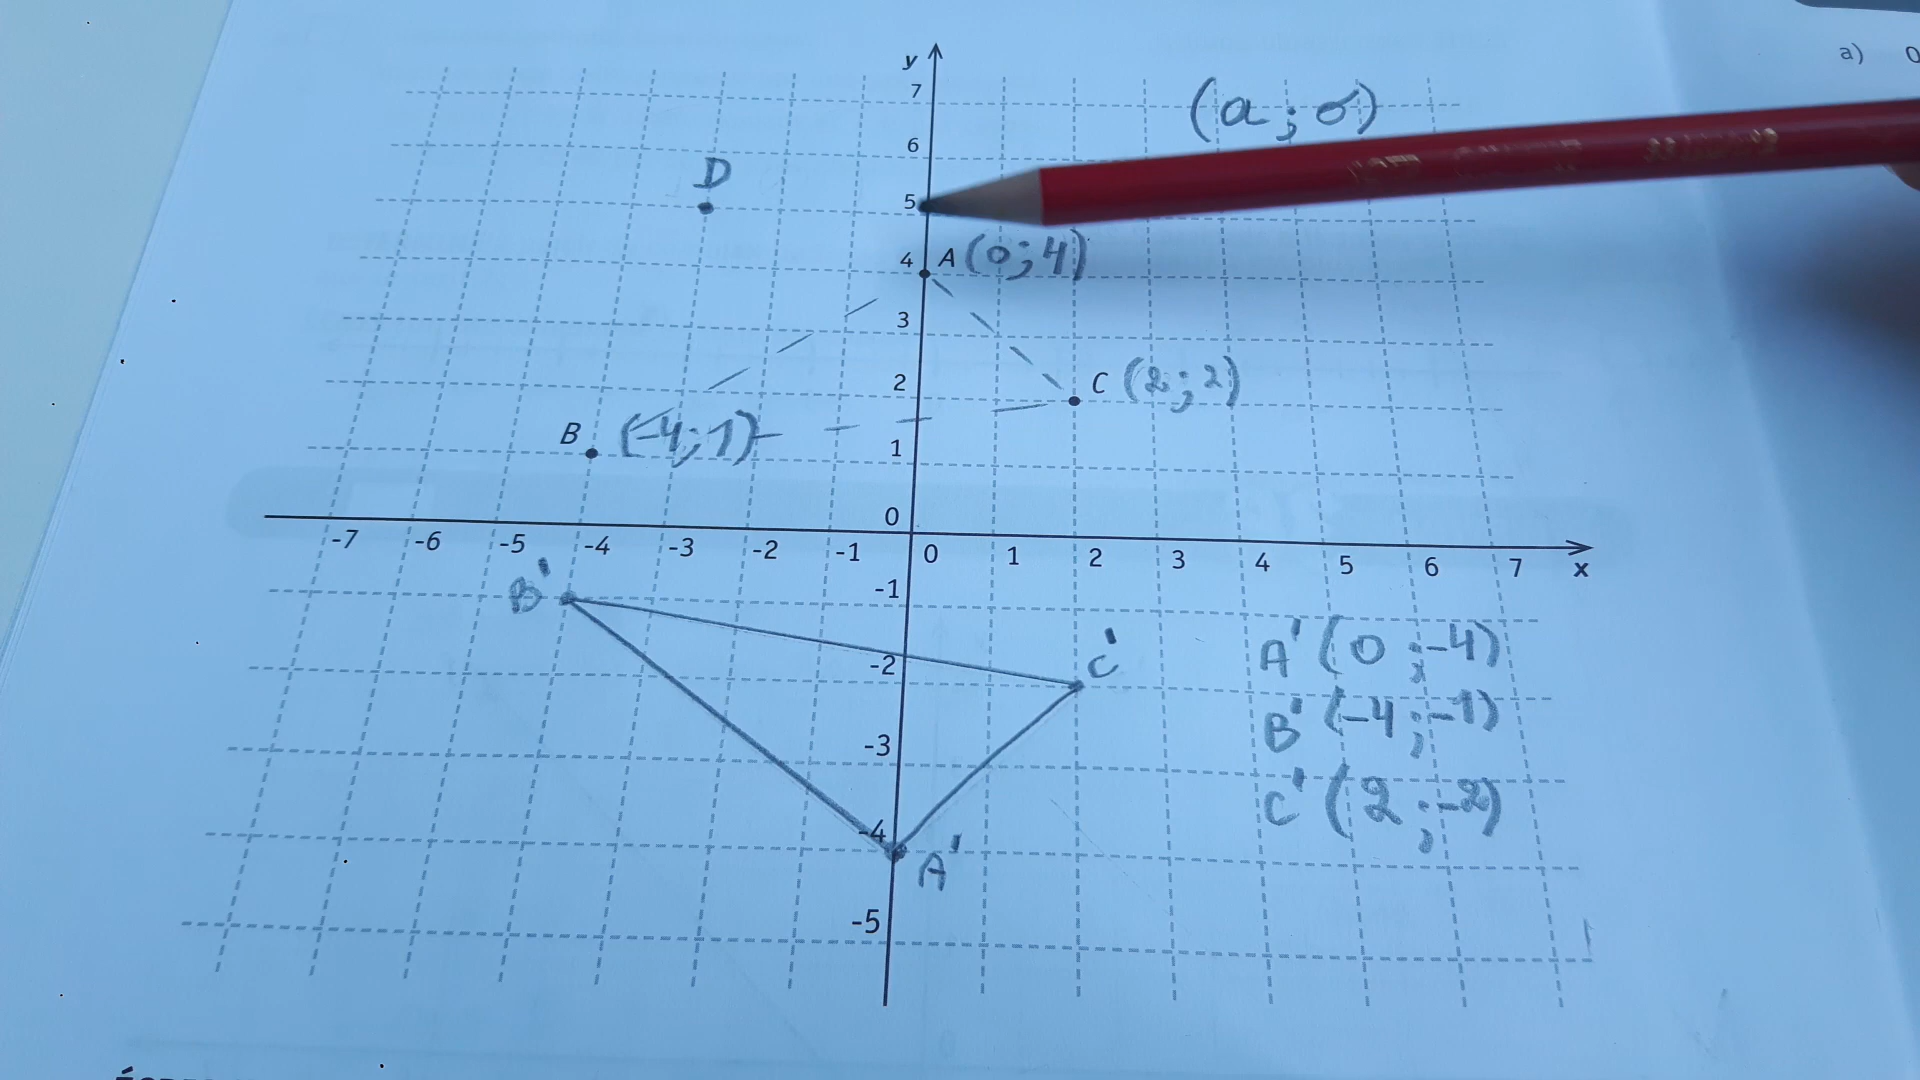 a) 0
y
7
(a; o)
6
D
5
4 A (0; 4)
3
2 C (2; 2)
B (-4; 1)
1
0
-7 -6 -5 -4 -3 -2 -1 0 1 2 3 4 5 6 7 x
B' -1
A' (0; -4)
-2 C'
B' (-4; -1)
-3
C' (2; -2)
-4
A'
-5